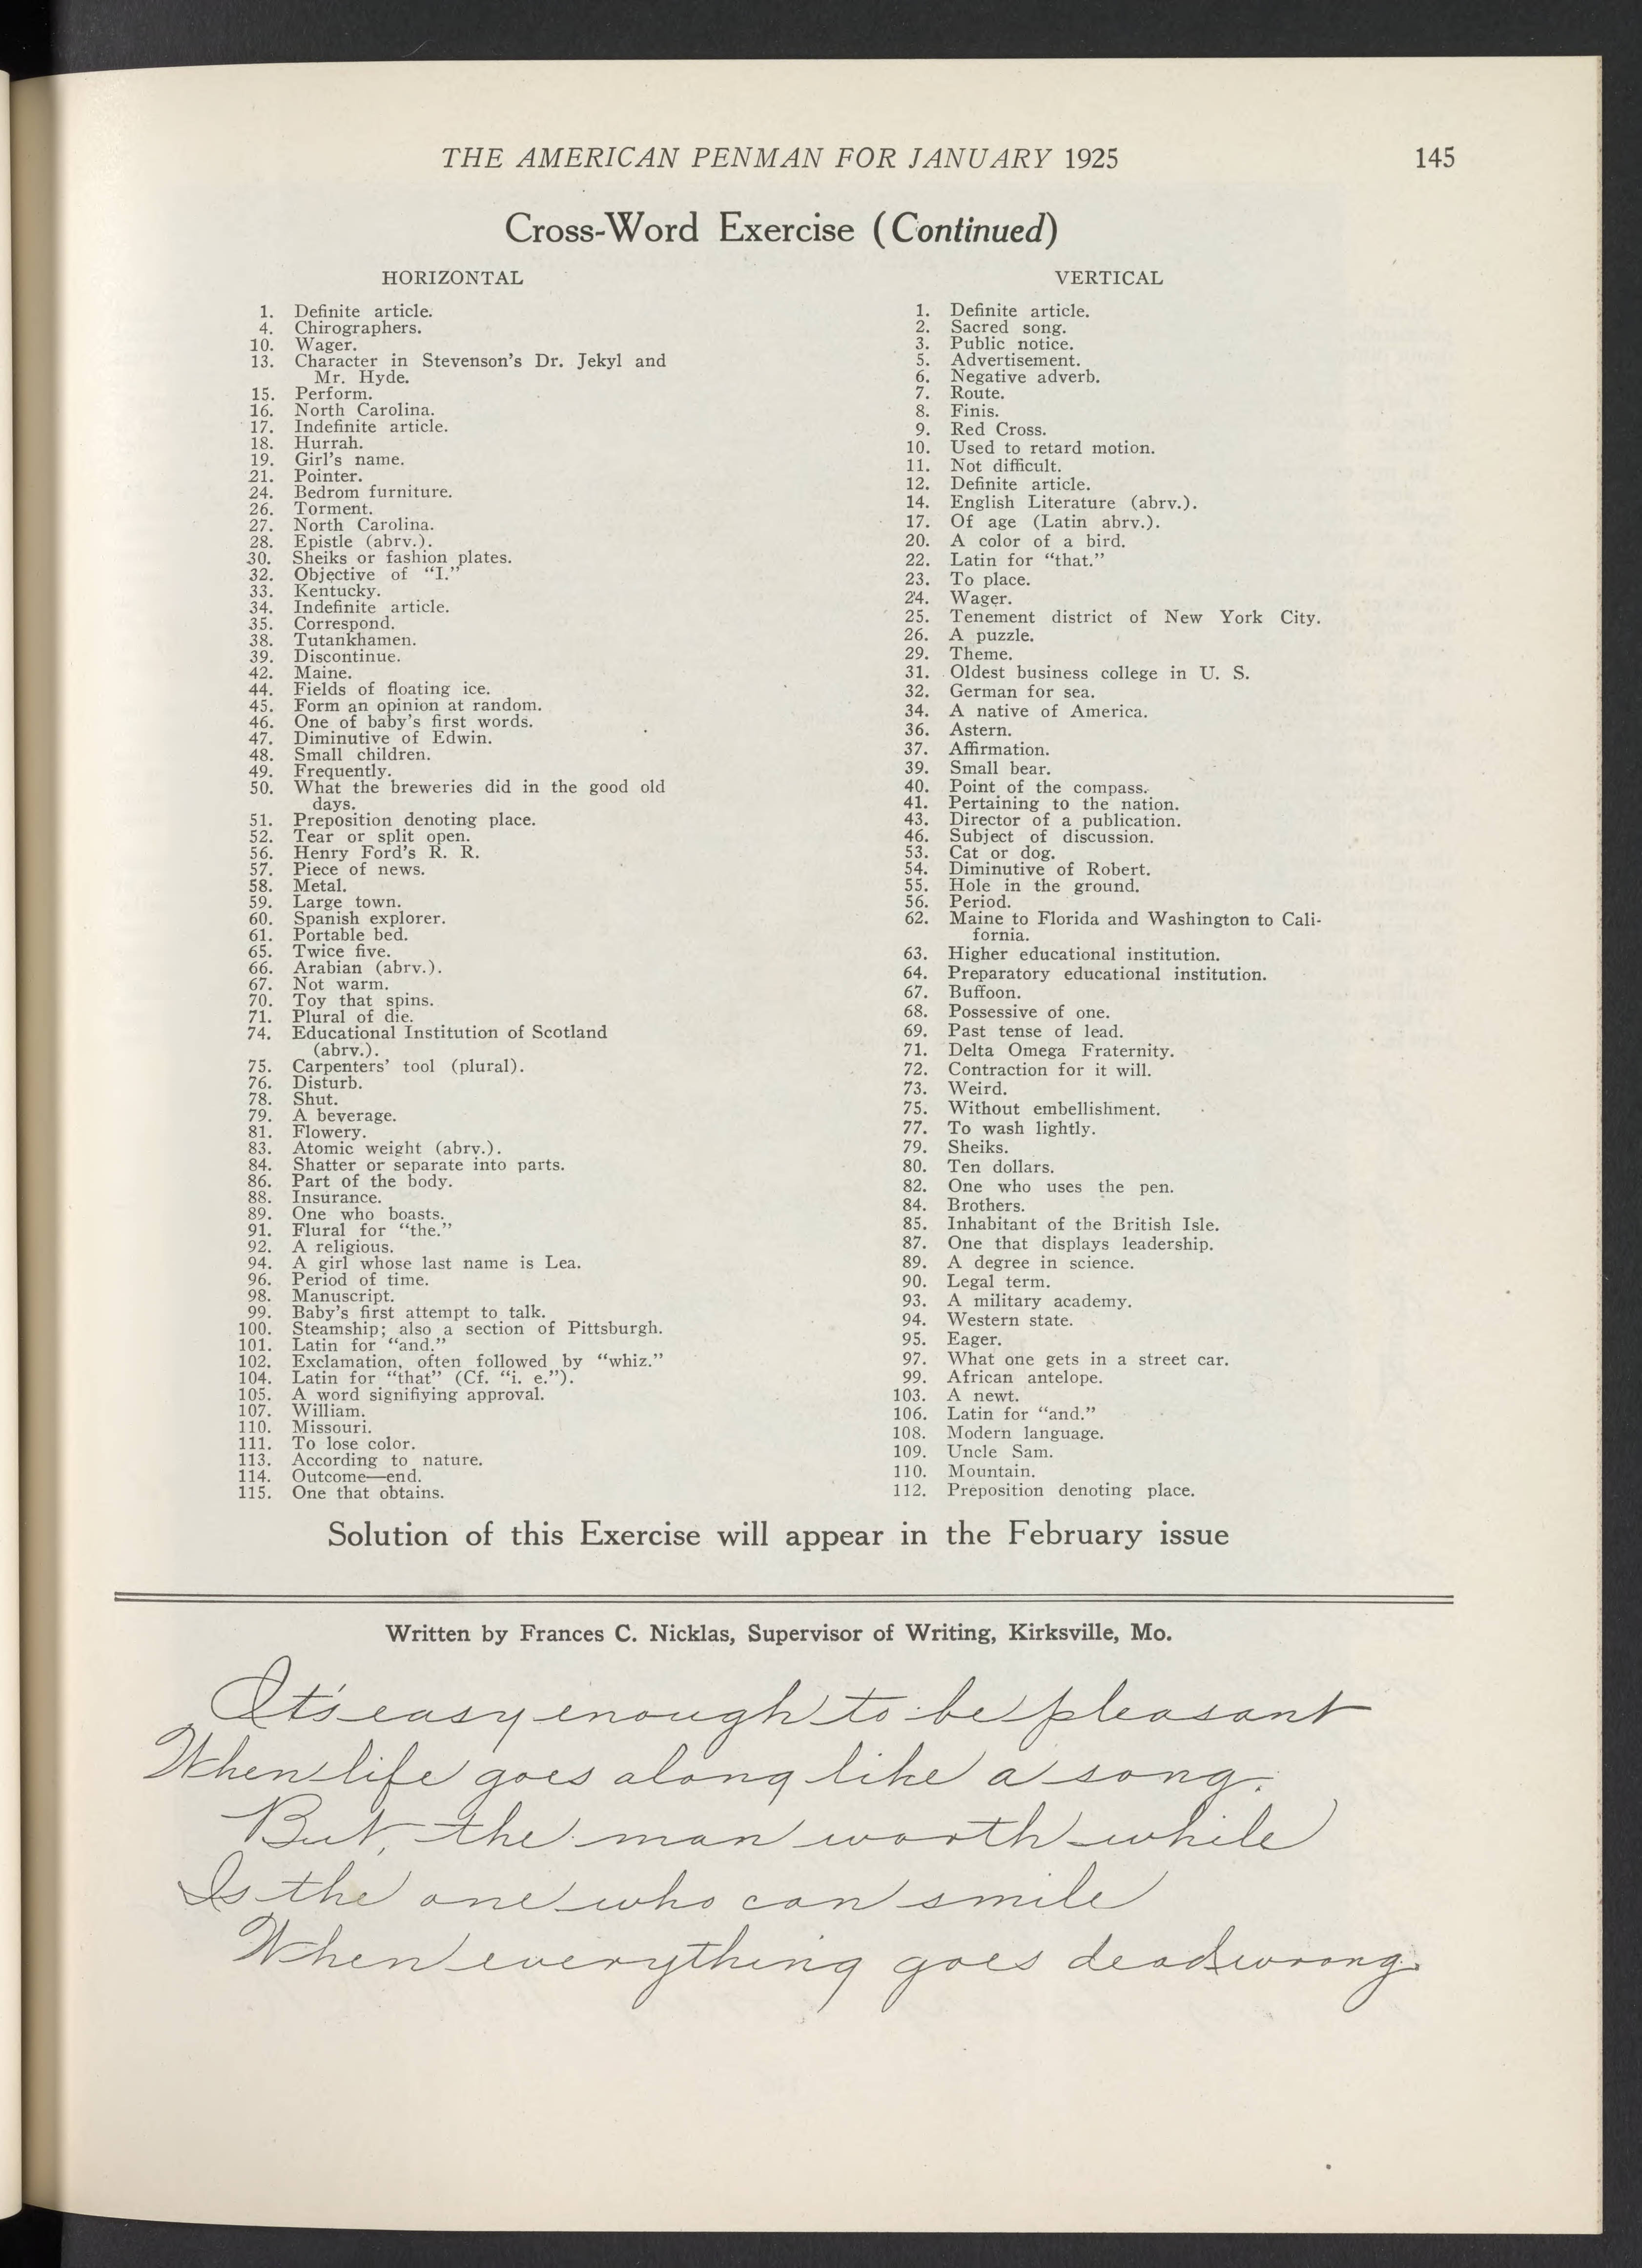 THE AMERICAN PENMAN FOR JANUARY 1925 145
Cross-Word Exercise (Continued)
HORIZONTAL
1. Definite article.
4. Chirographers.
10. Wager.
13. Character in Stevenson's Dr. Jekyl and
Mr. Hyde.
15. Perform.
16. North Carolina.
17. Indefinite article.
18. Hurrah.
19. Girl's name.
21. Pointer.
24. Bedrom furniture.
26. Torment.
27. North Carolina.
28. Epistle (abrv.).
30. Sheiks or fashion plates.
32. Objective of "I."
33. Kentucky.
34. Indefinite article.
35. Correspond.
38. Tutankhamen.
39. Discontinue.
42. Maine.
44. Fields of floating ice.
45. Form an opinion at random.
46. One of baby's first words.
47. Diminutive of Edwin.
48. Small children.
49. Frequently.
50. What the breweries did in the good old
days.
51. Preposition denoting place.
52. Tear or split open.
56. Henry Ford's R. R.
57. Piece of news.
58. Metal.
59. Large town.
60. Spanish explorer.
61. Portable bed.
65. Twice five.
66. Arabian (abrv.).
67. Not warm.
70. Toy that spins.
71. Plural of die.
74. Educational Institution of Scotland
(abrv.).
75. Carpenters' tool (plural).
76. Disturb.
78. Shut.
79. A beverage.
81. Flowery.
83. Atomic weight (abrv.).
84. Shatter or separate into parts.
86. Part of the body.
88. Insurance.
89. One who boasts.
91. Flural for "the."
92. A religious.
94. A girl whose last name is Lea.
96. Period of time.
98. Manuscript.
99. Baby's first attempt to talk.
100. Steamship; also a section of Pittsburgh.
101. Latin for "and."
102. Exclamation, often followed by "whiz."
104. Latin for "that" (Cf. "i. e.").
105. A word signifiying approval.
107. William.
110. Missouri.
111. To lose color.
113. According to nature.
114. Outcome—end.
115. One that obtains.
VERTICAL
1. Definite article.
2. Sacred song.
3. Public notice.
5. Advertisement.
6. Negative adverb.
7. Route.
8. Finis.
9. Red Cross.
10. Used to retard motion.
11. Not difficult.
12. Definite article.
14. English Literature (abrv.).
17. Of age (Latin abrv.).
20. A color of a bird.
22. Latin for "that."
23. To place.
24. Wager.
25. Tenement district of New York City.
26. A puzzle.
29. Theme.
31. Oldest business college in U. S.
32. German for sea.
34. A native of America.
36. Astern.
37. Affirmation.
39. Small bear.
40. Point of the compass.
41. Pertaining to the nation.
43. Director of a publication.
46. Subject of discussion.
53. Cat or dog.
54. Diminutive of Robert.
55. Hole in the ground.
56. Period.
62. Maine to Florida and Washington to Cali-
fornia.
63. Higher educational institution.
64. Preparatory educational institution.
67. Buffoon.
68. Possessive of one.
69. Past tense of lead.
71. Delta Omega Fraternity.
72. Contraction for it will.
73. Weird.
75. Without embellishment.
77. To wash lightly.
79. Sheiks.
80. Ten dollars.
82. One who uses the pen.
84. Brothers.
85. Inhabitant of the British Isle.
87. One that displays leadership.
89. A degree in science.
90. Legal term.
93. A military academy.
94. Western state.
95. Eager.
97. What one gets in a street car.
99. African antelope.
103. A newt.
106. Latin for "and."
108. Modern language.
109. Uncle Sam.
110. Mountain.
112. Preposition denoting place.
Solution of this Exercise will appear in the February issue
Written by Frances C. Nicklas, Supervisor of Writing, Kirksville, Mo.
It's easy enough to be pleasant
When life goes along like a song.
But, the man worth while
Is the one who can smile
When everything goes dead wrong.